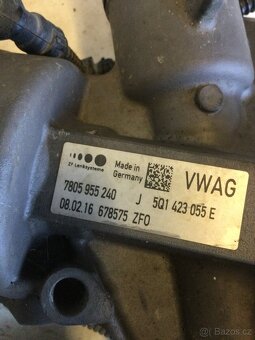 ZF Lenksysteme
Made in
Germany
VWAG
7805 955 240 J 5Q1 423 055 E
08.02.16 678575 ZFO
bazos.cz